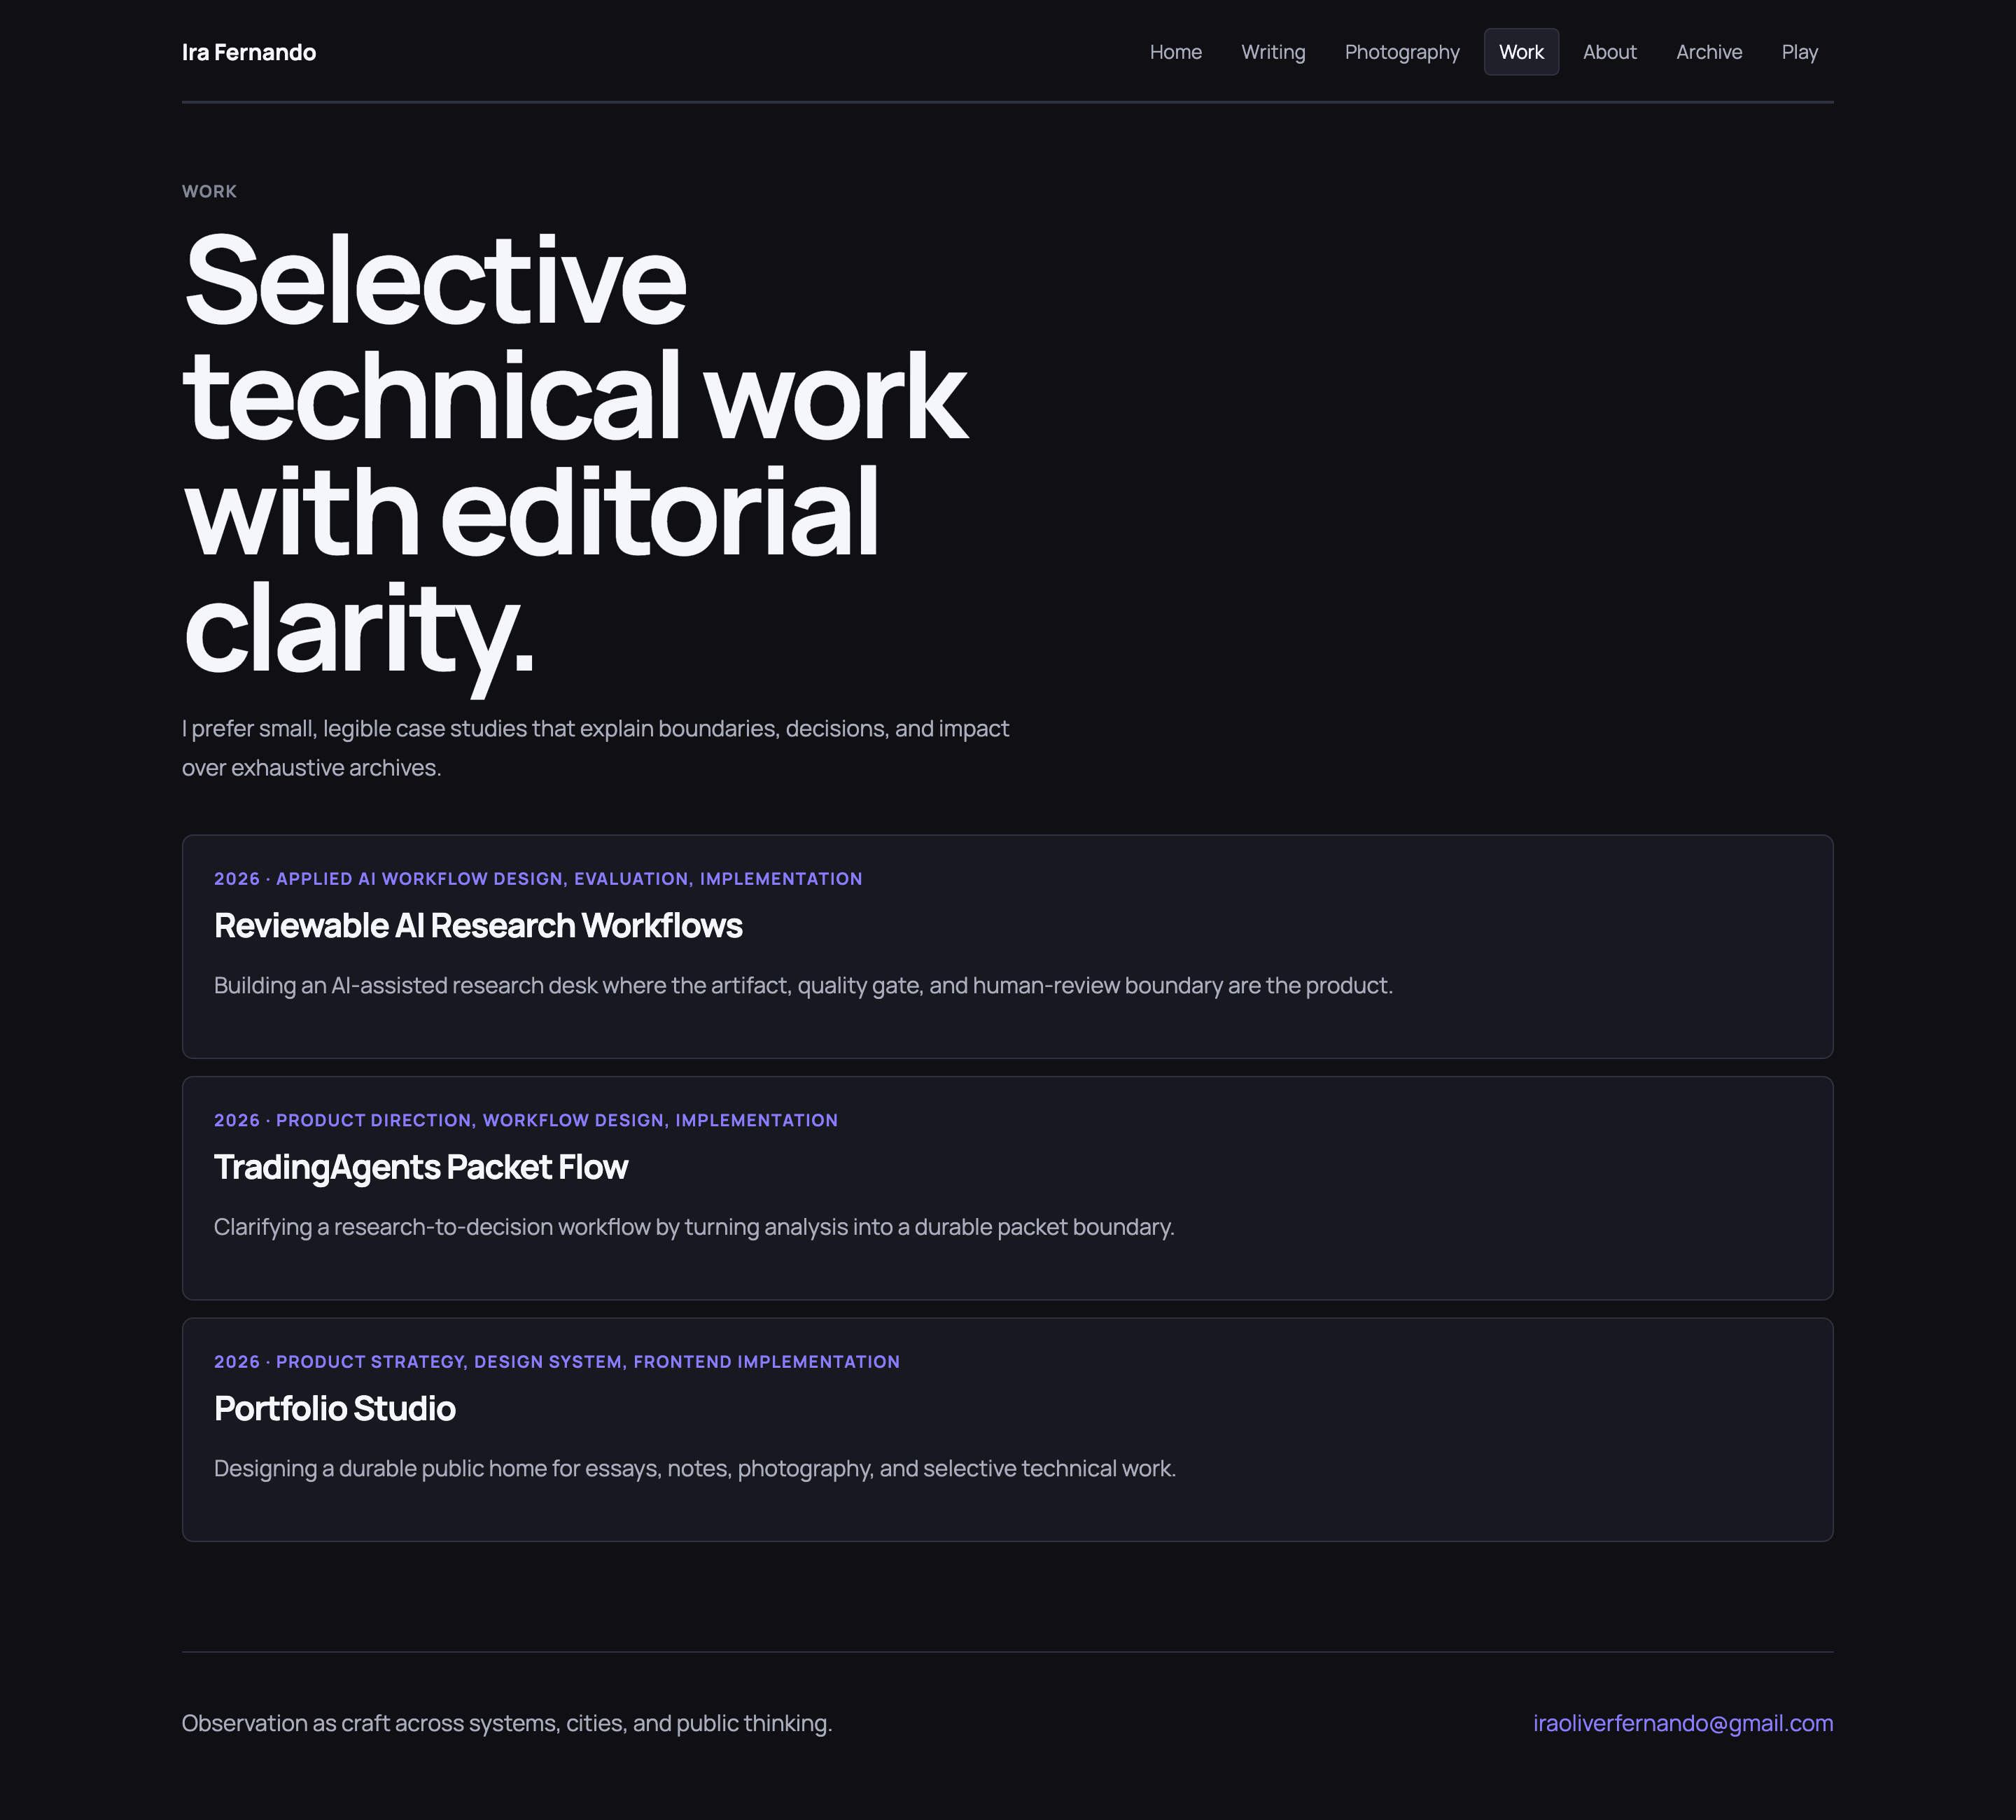 Ira Fernando
Home Writing Photography Work About Archive Play
WORK
Selective
technical work
with editorial
clarity.
I prefer small, legible case studies that explain boundaries, decisions, and impact
over exhaustive archives.
2026 · APPLIED AI WORKFLOW DESIGN, EVALUATION, IMPLEMENTATION
Reviewable AI Research Workflows
Building an AI-assisted research desk where the artifact, quality gate, and human-review boundary are the product.
2026 · PRODUCT DIRECTION, WORKFLOW DESIGN, IMPLEMENTATION
TradingAgents Packet Flow
Clarifying a research-to-decision workflow by turning analysis into a durable packet boundary.
2026 · PRODUCT STRATEGY, DESIGN SYSTEM, FRONTEND IMPLEMENTATION
Portfolio Studio
Designing a durable public home for essays, notes, photography, and selective technical work.
Observation as craft across systems, cities, and public thinking.
iraoliverfernando@gmail.com